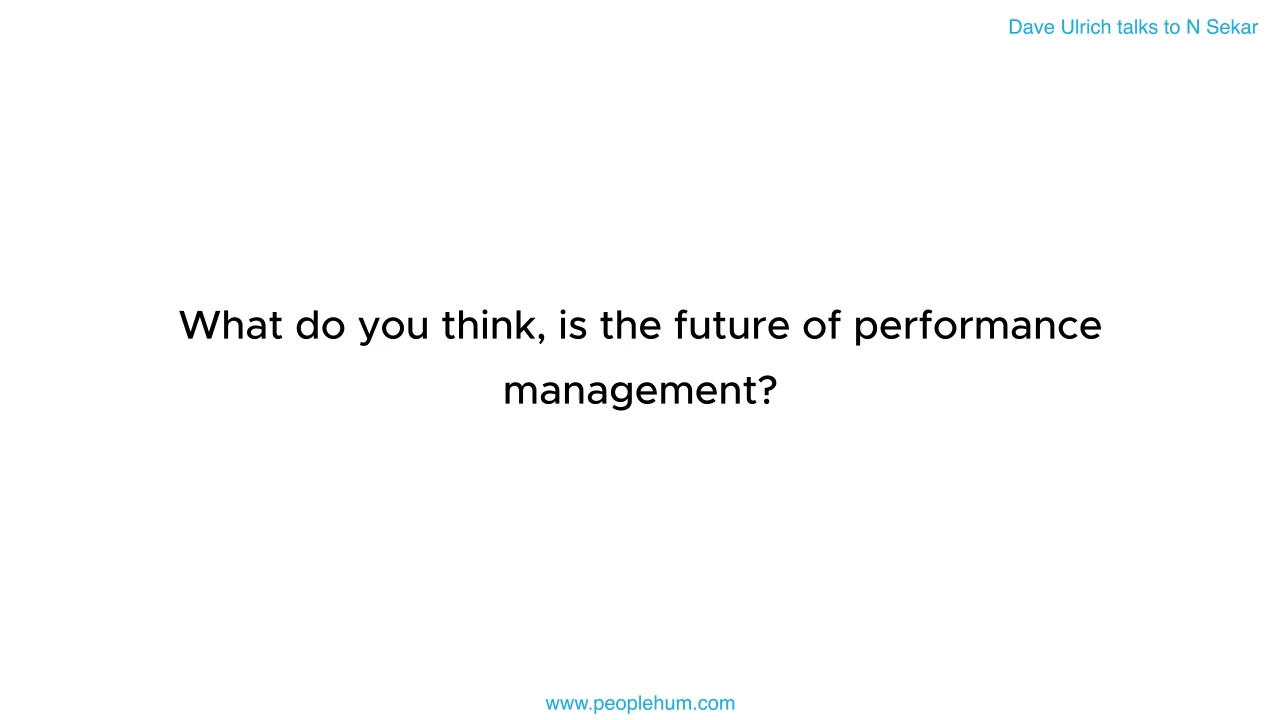 Dave Ulrich talks to N Sekar
What do you think, is the future of performance
management?
www.peoplehum.com